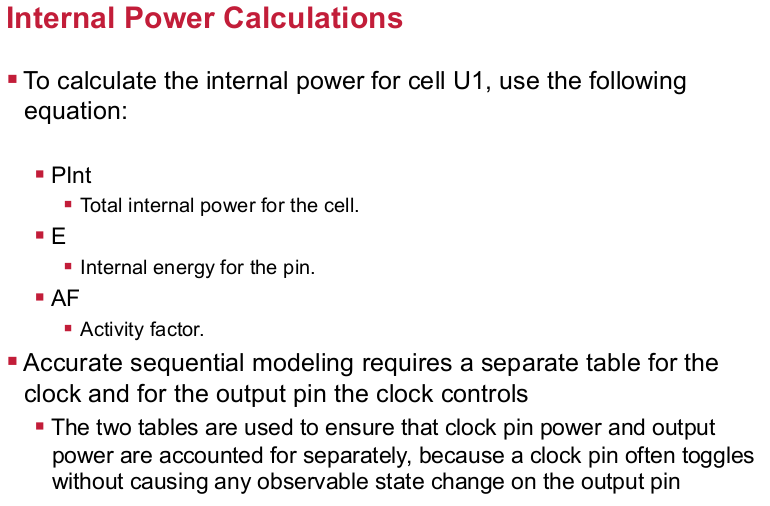 Internal Power Calculations
▪ To calculate the internal power for cell U1, use the following
equation:
▪ PInt
▪ Total internal power for the cell.
▪ E
▪ Internal energy for the pin.
▪ AF
▪ Activity factor.
▪ Accurate sequential modeling requires a separate table for the
clock and for the output pin the clock controls
▪ The two tables are used to ensure that clock pin power and output
power are accounted for separately, because a clock pin often toggles
without causing any observable state change on the output pin